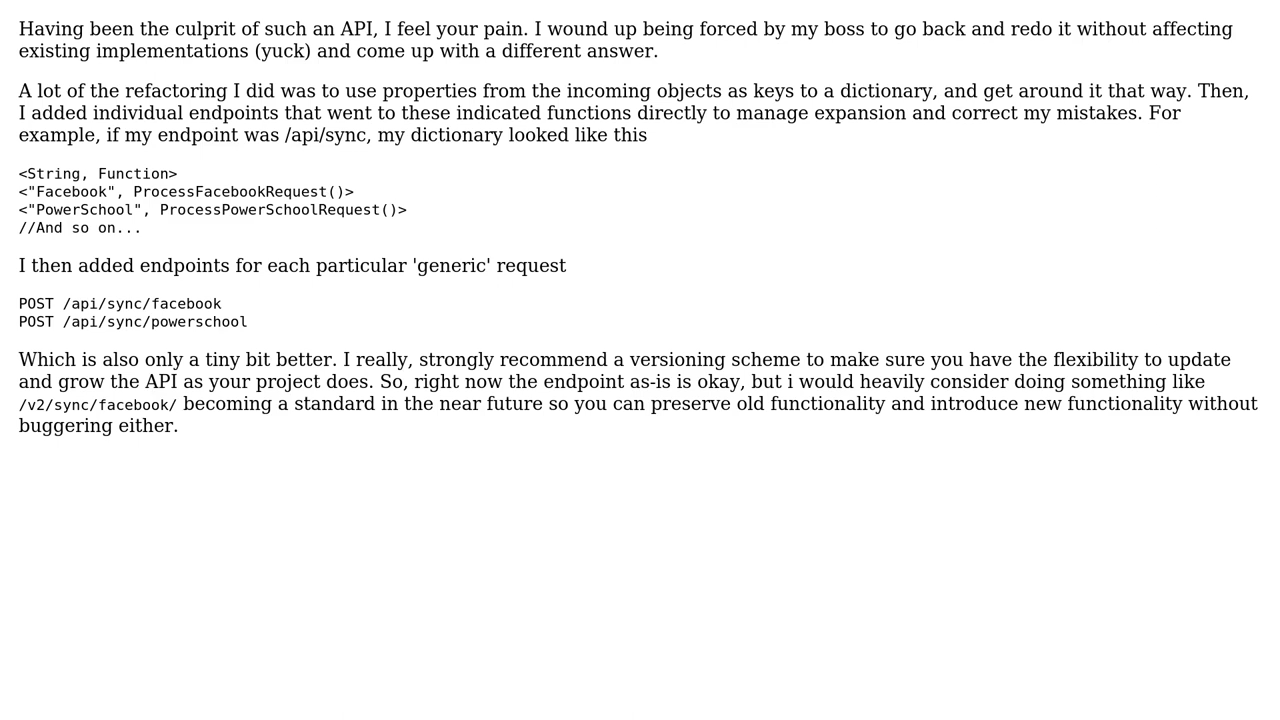 Having been the culprit of such an API, I feel your pain. I wound up being forced by my boss to go back and redo it without affecting
existing implementations (yuck) and come up with a different answer.
A lot of the refactoring I did was to use properties from the incoming objects as keys to a dictionary, and get around it that way. Then,
I added individual endpoints that went to these indicated functions directly to manage expansion and correct my mistakes. For
example, if my endpoint was /api/sync, my dictionary looked like this
<String, Function>
<"Facebook", ProcessFacebookRequest()>
<"PowerSchool", ProcessPowerSchoolRequest()>
//And so on...
I then added endpoints for each particular 'generic' request
POST /api/sync/facebook
POST /api/sync/powerschool
Which is also only a tiny bit better. I really, strongly recommend a versioning scheme to make sure you have the flexibility to update
and grow the API as your project does. So, right now the endpoint as-is is okay, but i would heavily consider doing something like
/v2/sync/facebook/ becoming a standard in the near future so you can preserve old functionality and introduce new functionality without
buggering either.